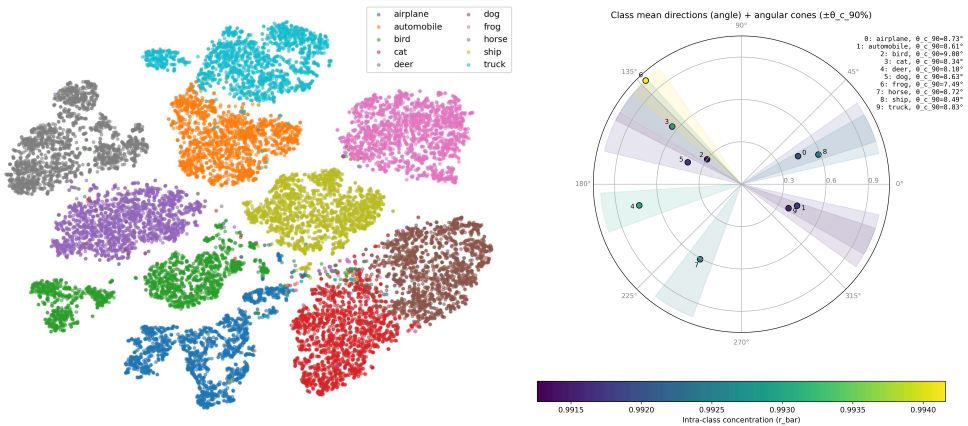 airplane
automobile
bird
cat
deer
dog
frog
horse
ship
truck
Class mean directions (angle) + angular cones (±θ_c_90%)
90°
0: airplane, θ_c_90=8.73°
1: automobile, θ_c_90=8.61°
2: bird, θ_c_90=9.00°
3: cat, θ_c_90=8.34°
4: deer, θ_c_90=8.10°
5: dog, θ_c_90=8.63°
6: frog, θ_c_90=7.49°
7: horse, θ_c_90=8.72°
8: ship, θ_c_90=8.49°
9: truck, θ_c_90=8.83°
135°
45°
6
3
2
5
0
8
180°
0.3
0.6
0.9
0°
4
9
1
7
225°
315°
270°
0.9915
0.9920
0.9925
0.9930
0.9935
0.9940
Intra-class concentration (r_bar)